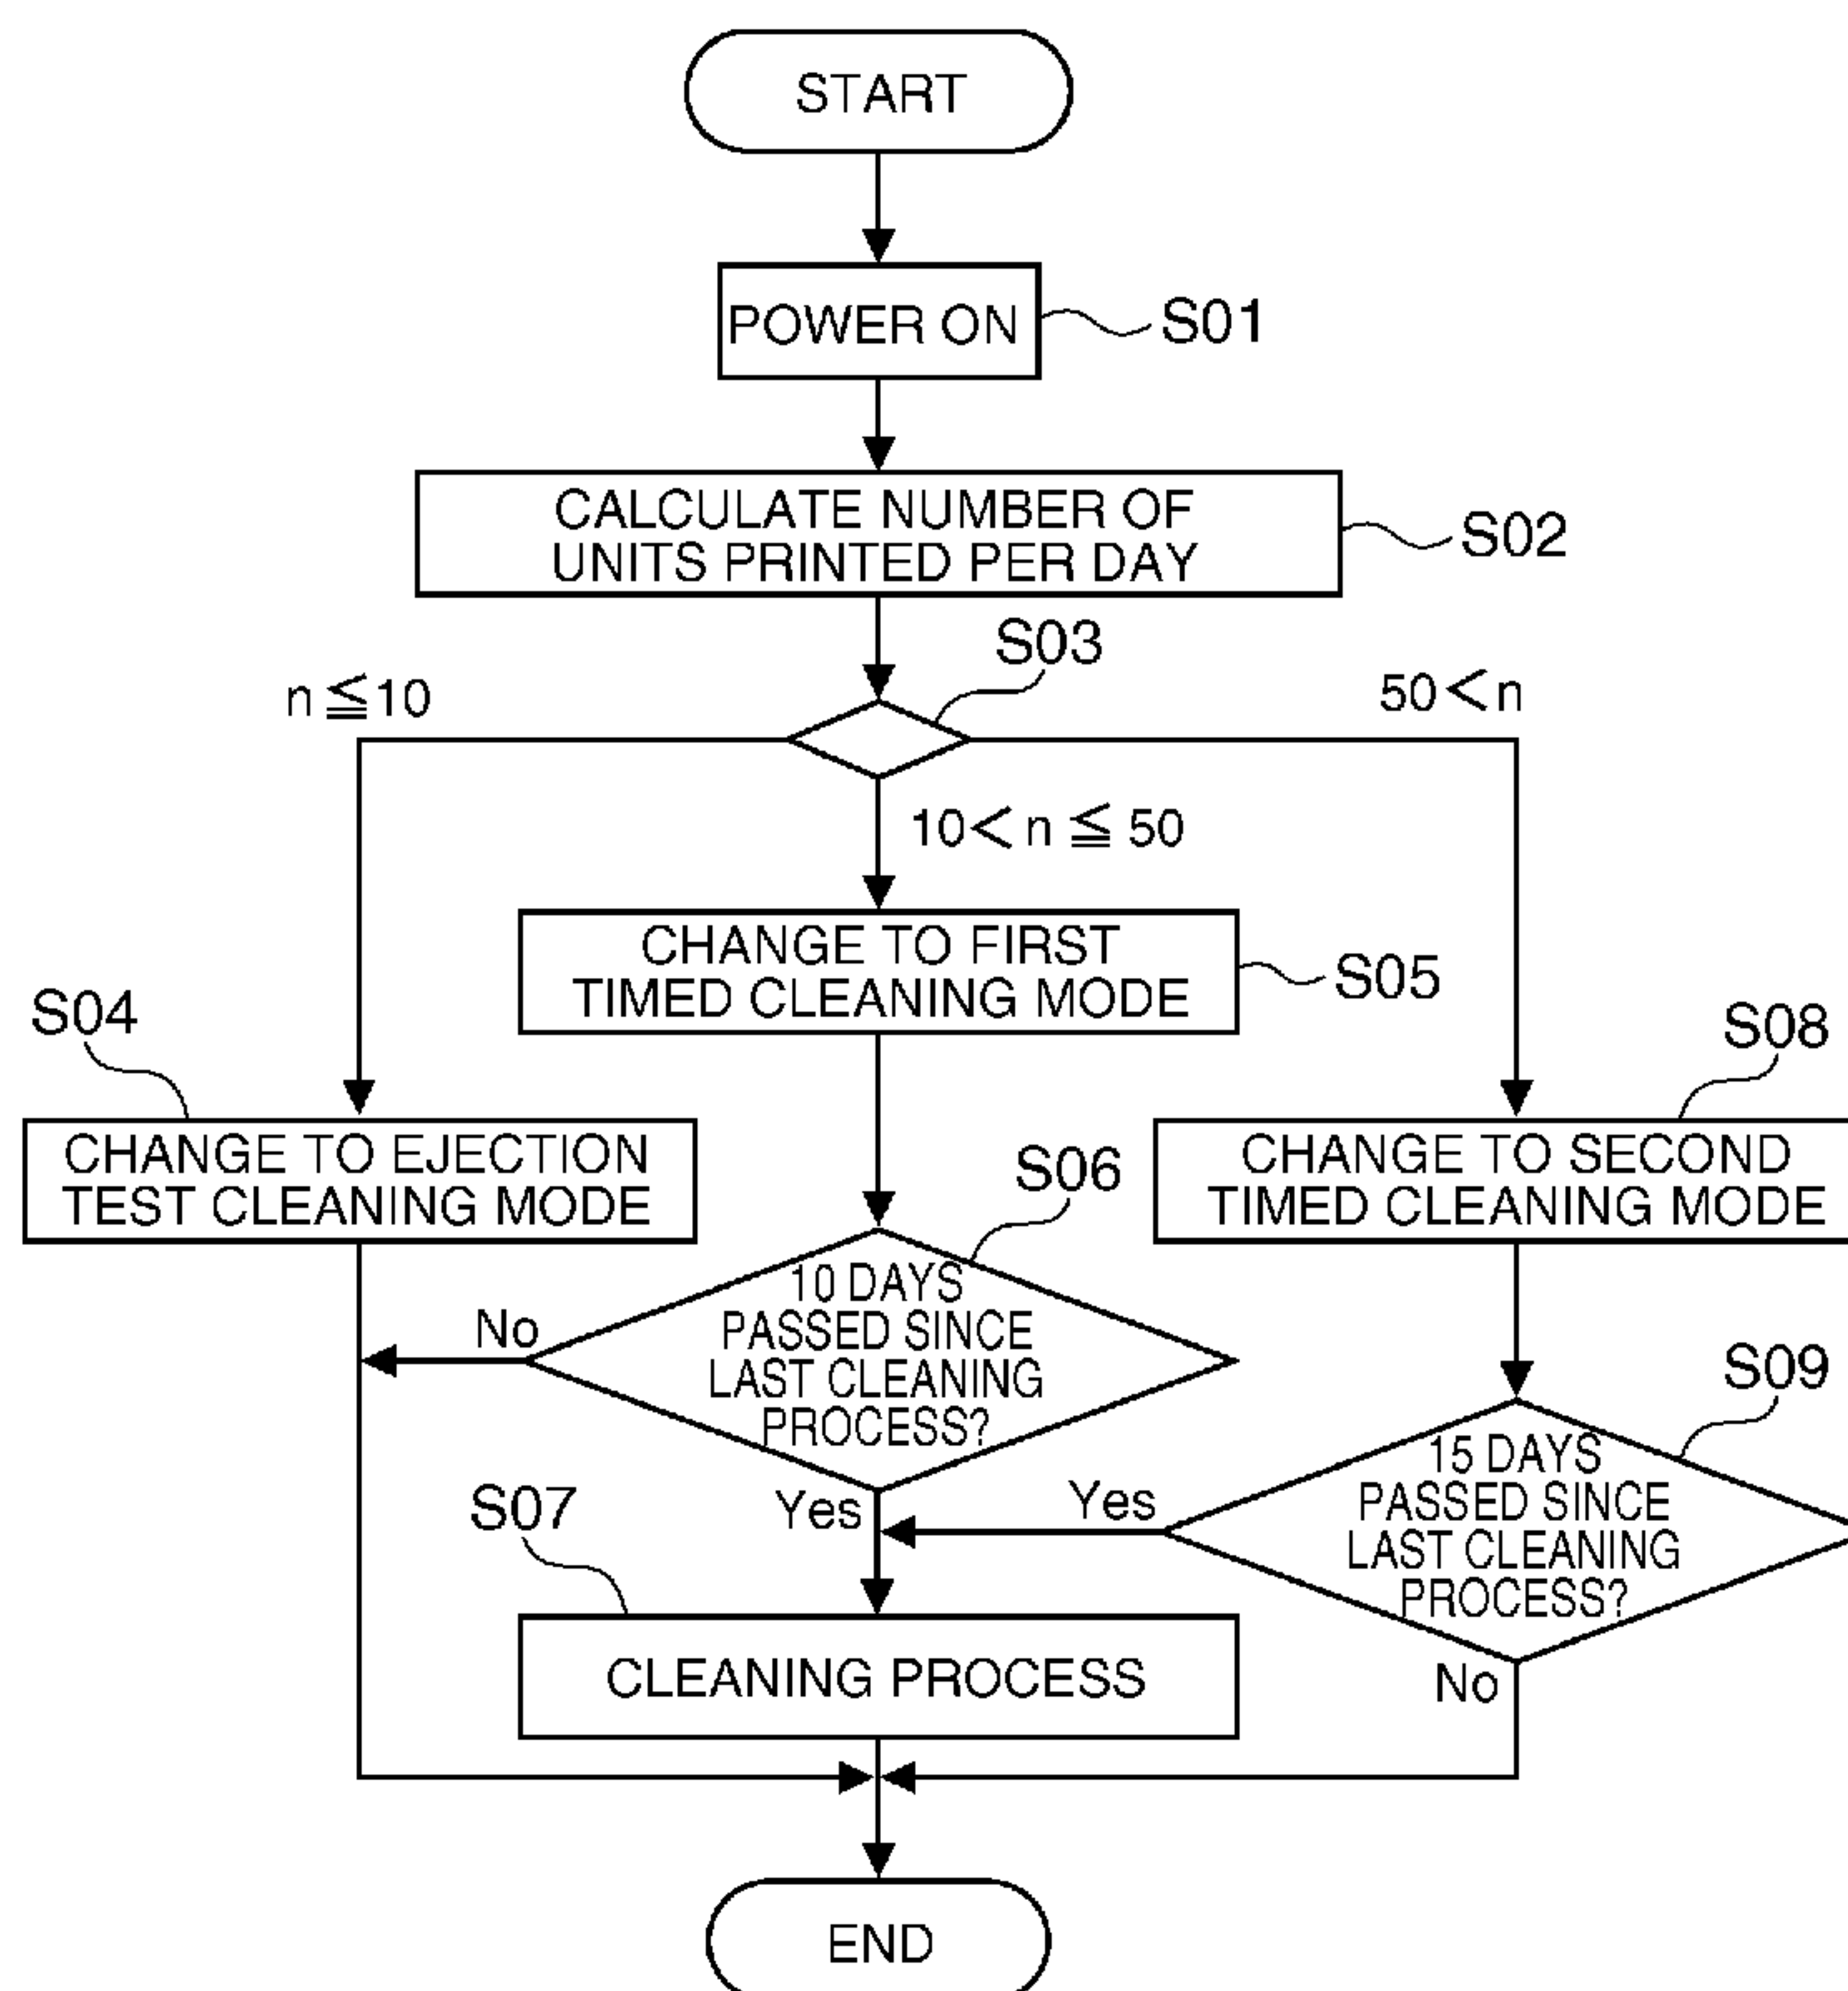 START
POWER ON
S01
CALCULATE NUMBER OF
UNITS PRINTED PER DAY
S02
S03
n ≦ 10
50 < n
10 < n ≦ 50
CHANGE TO FIRST
TIMED CLEANING MODE
S05
S04
CHANGE TO EJECTION
TEST CLEANING MODE
S08
CHANGE TO SECOND
TIMED CLEANING MODE
S06
10 DAYS
PASSED SINCE
LAST CLEANING
PROCESS?
No
Yes
S09
15 DAYS
PASSED SINCE
LAST CLEANING
PROCESS?
Yes
No
S07
CLEANING PROCESS
END